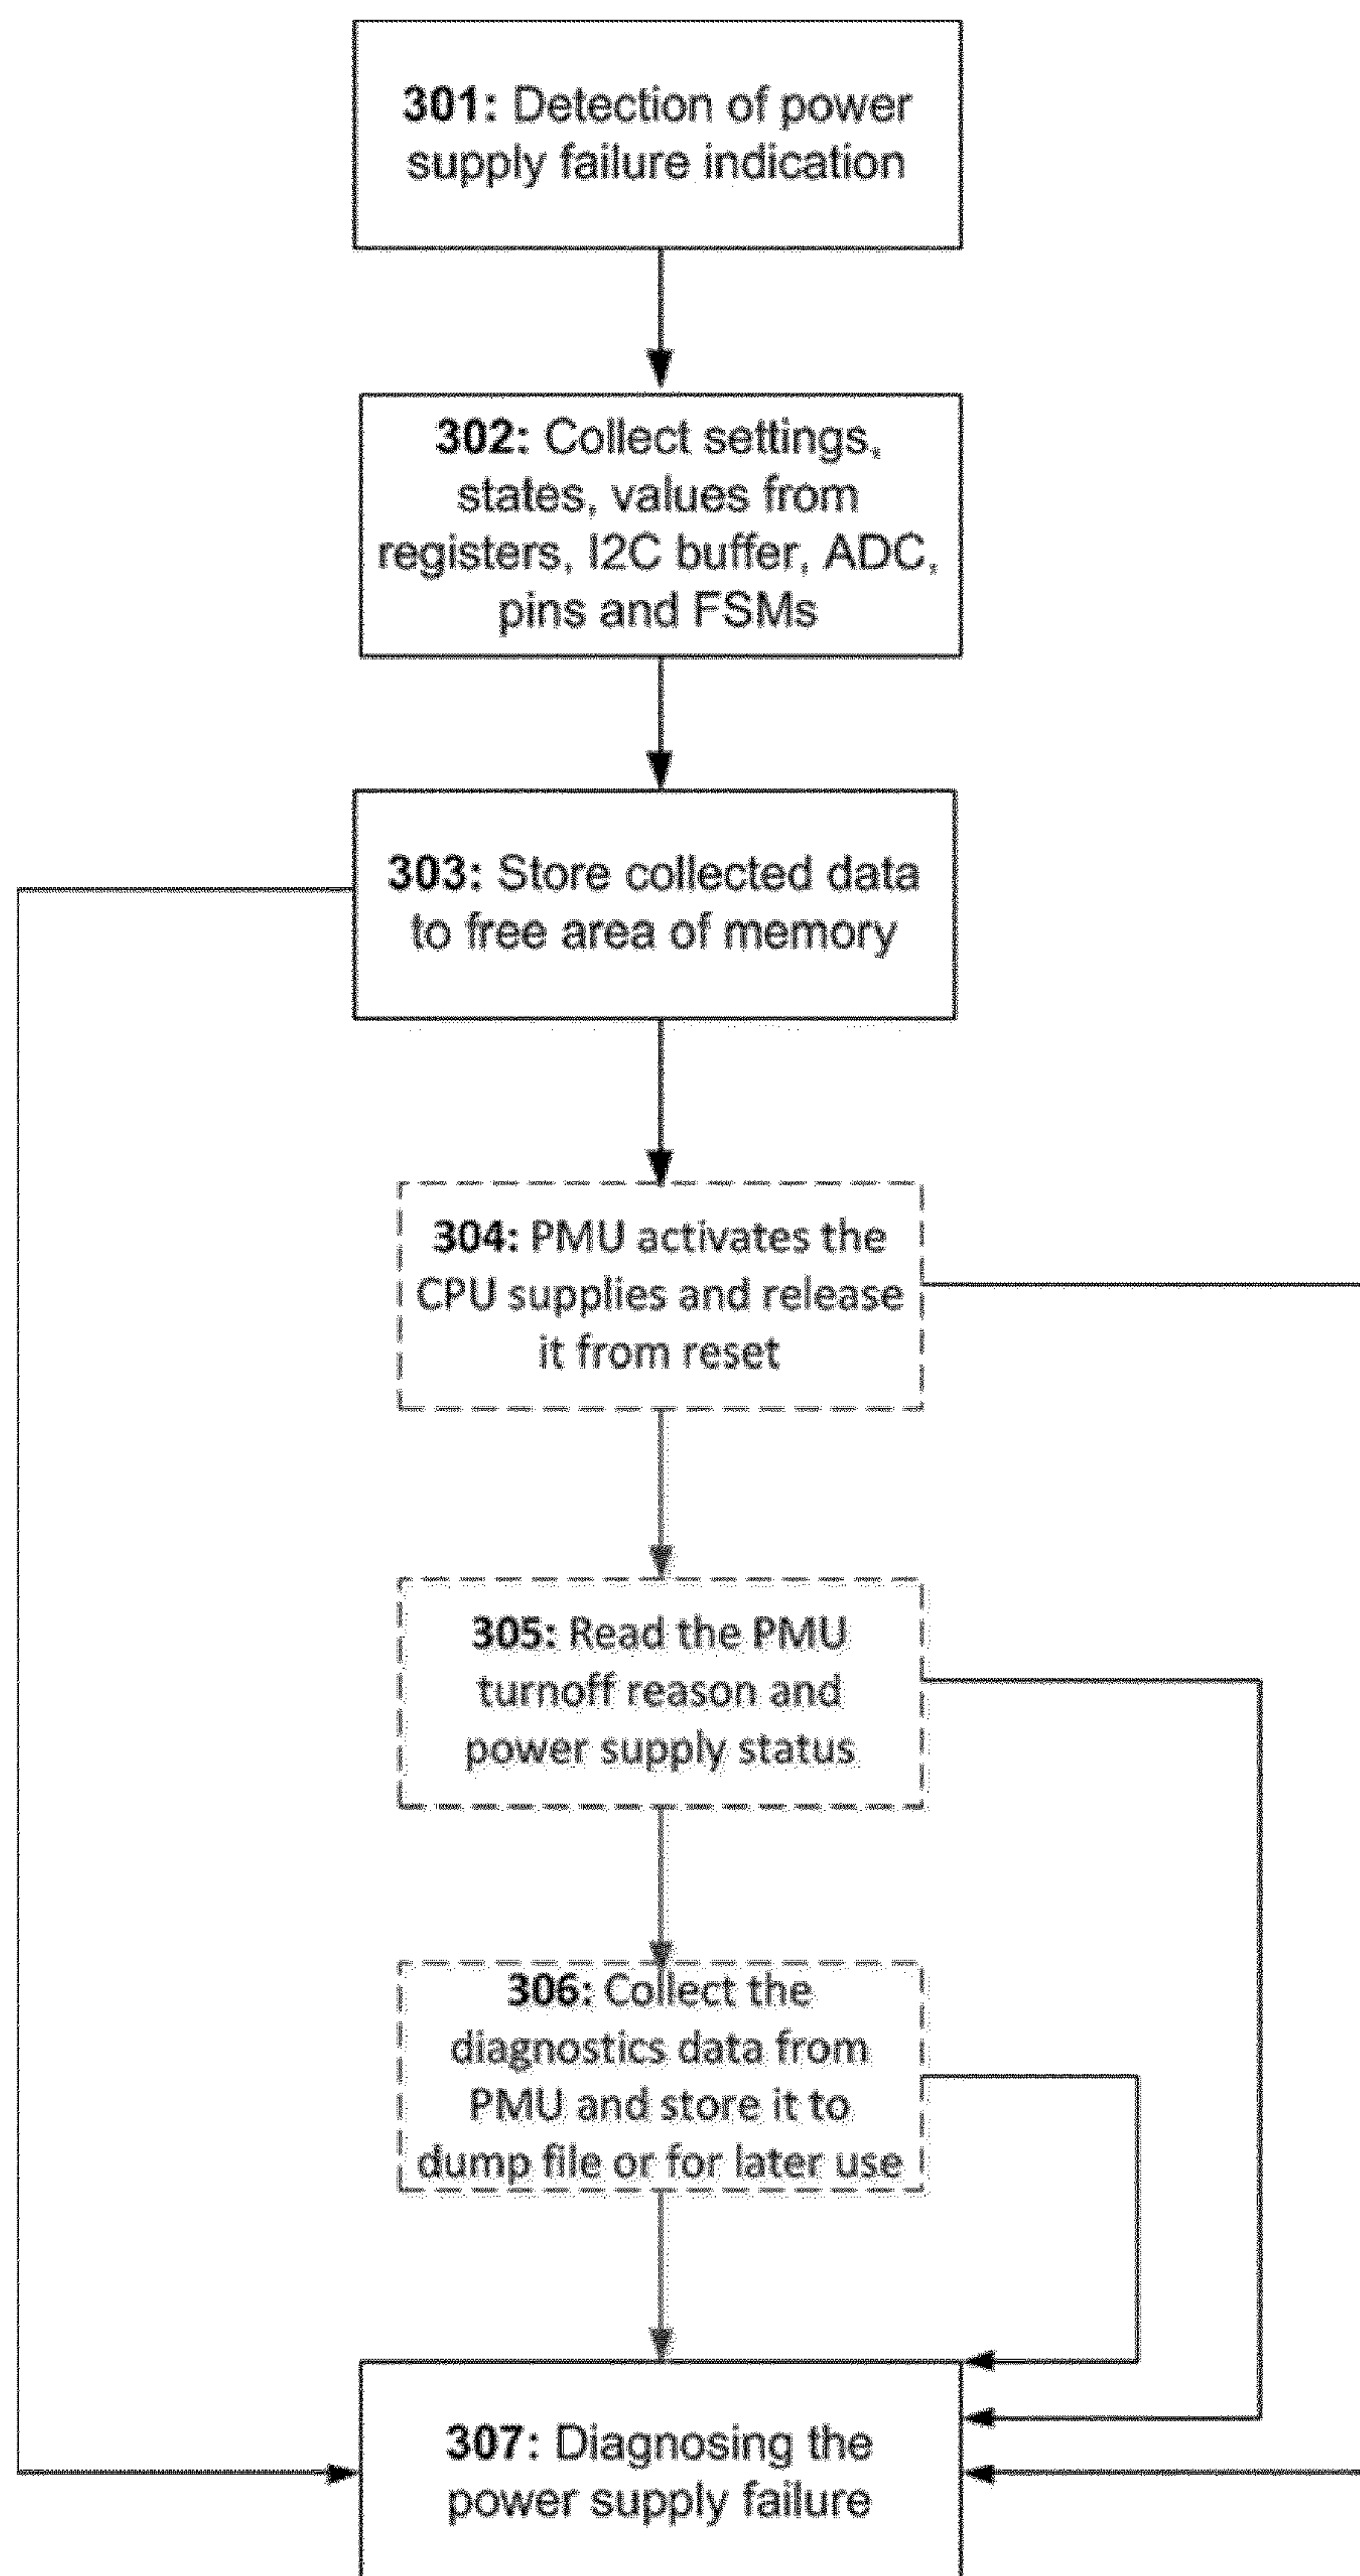 301: Detection of power
supply failure indication
302: Collect settings,
states, values from
registers, I2C buffer, ADC,
pins and FSMs
303: Store collected data
to free area of memory
304: PMU activates the
CPU supplies and release
it from reset
305: Read the PMU
turnoff reason and
power supply status
306: Collect the
diagnostics data from
PMU and store it to
dump file or for later use
307: Diagnosing the
power supply failure